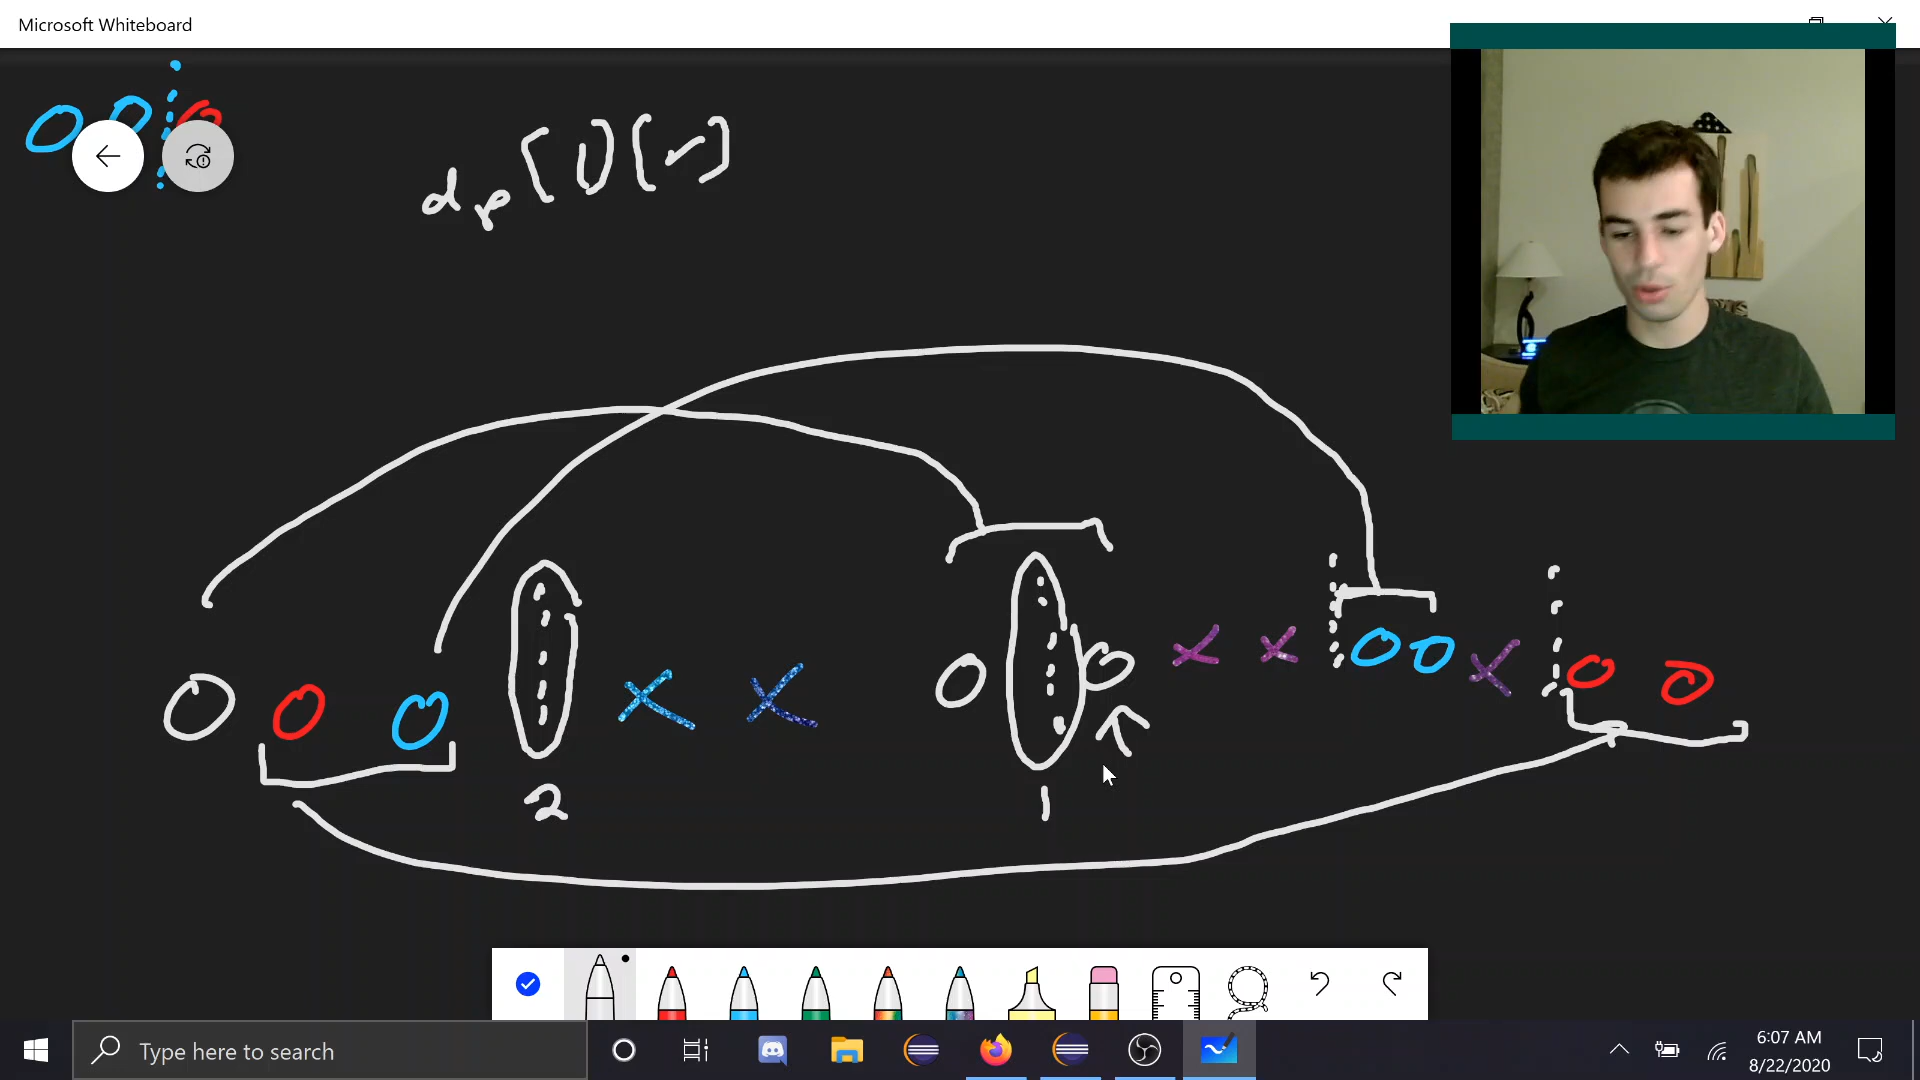 Microsoft Whiteboard
dp[l][r]
2
1
Type here to search
6:07 AM
8/22/2020